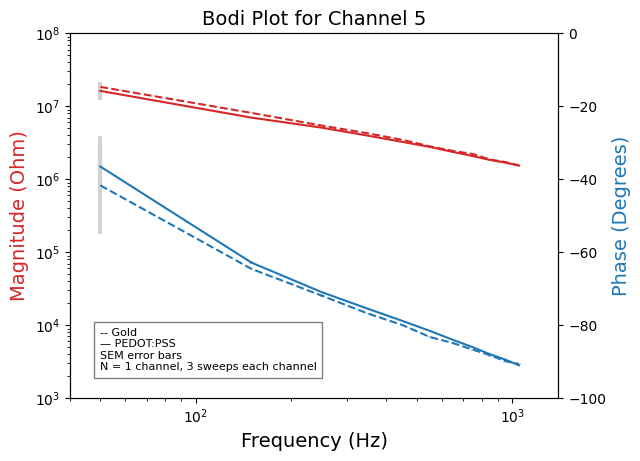 Bodi Plot for Channel 5
Magnitude (Ohm)
10^8
10^7
10^6
10^5
10^4
10^3
-- Gold
— PEDOT:PSS
SEM error bars
N = 1 channel, 3 sweeps each channel
0
−20
−40
−60
−80
−100
Phase (Degrees)
10^2
10^3
Frequency (Hz)